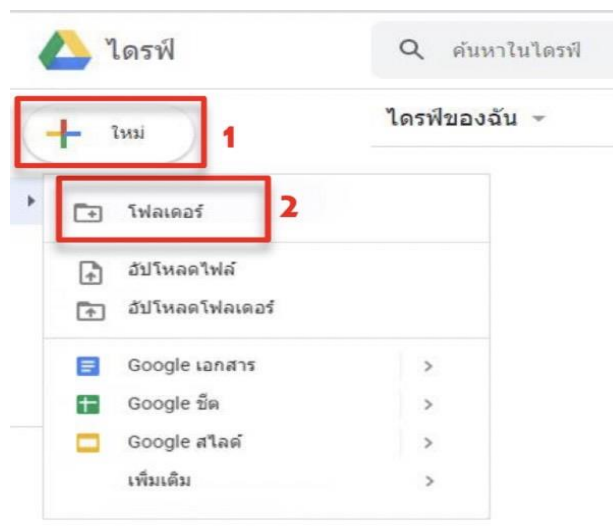 ไดรฟ์
ค้นหาในไดรฟ์
ใหม่ 1
ไดรฟ์ของฉัน
โฟลเดอร์ 2
อัปโหลดไฟล์
อัปโหลดโฟลเดอร์
Google เอกสาร
Google ชีต
Google สไลด์
เพิ่มเติม